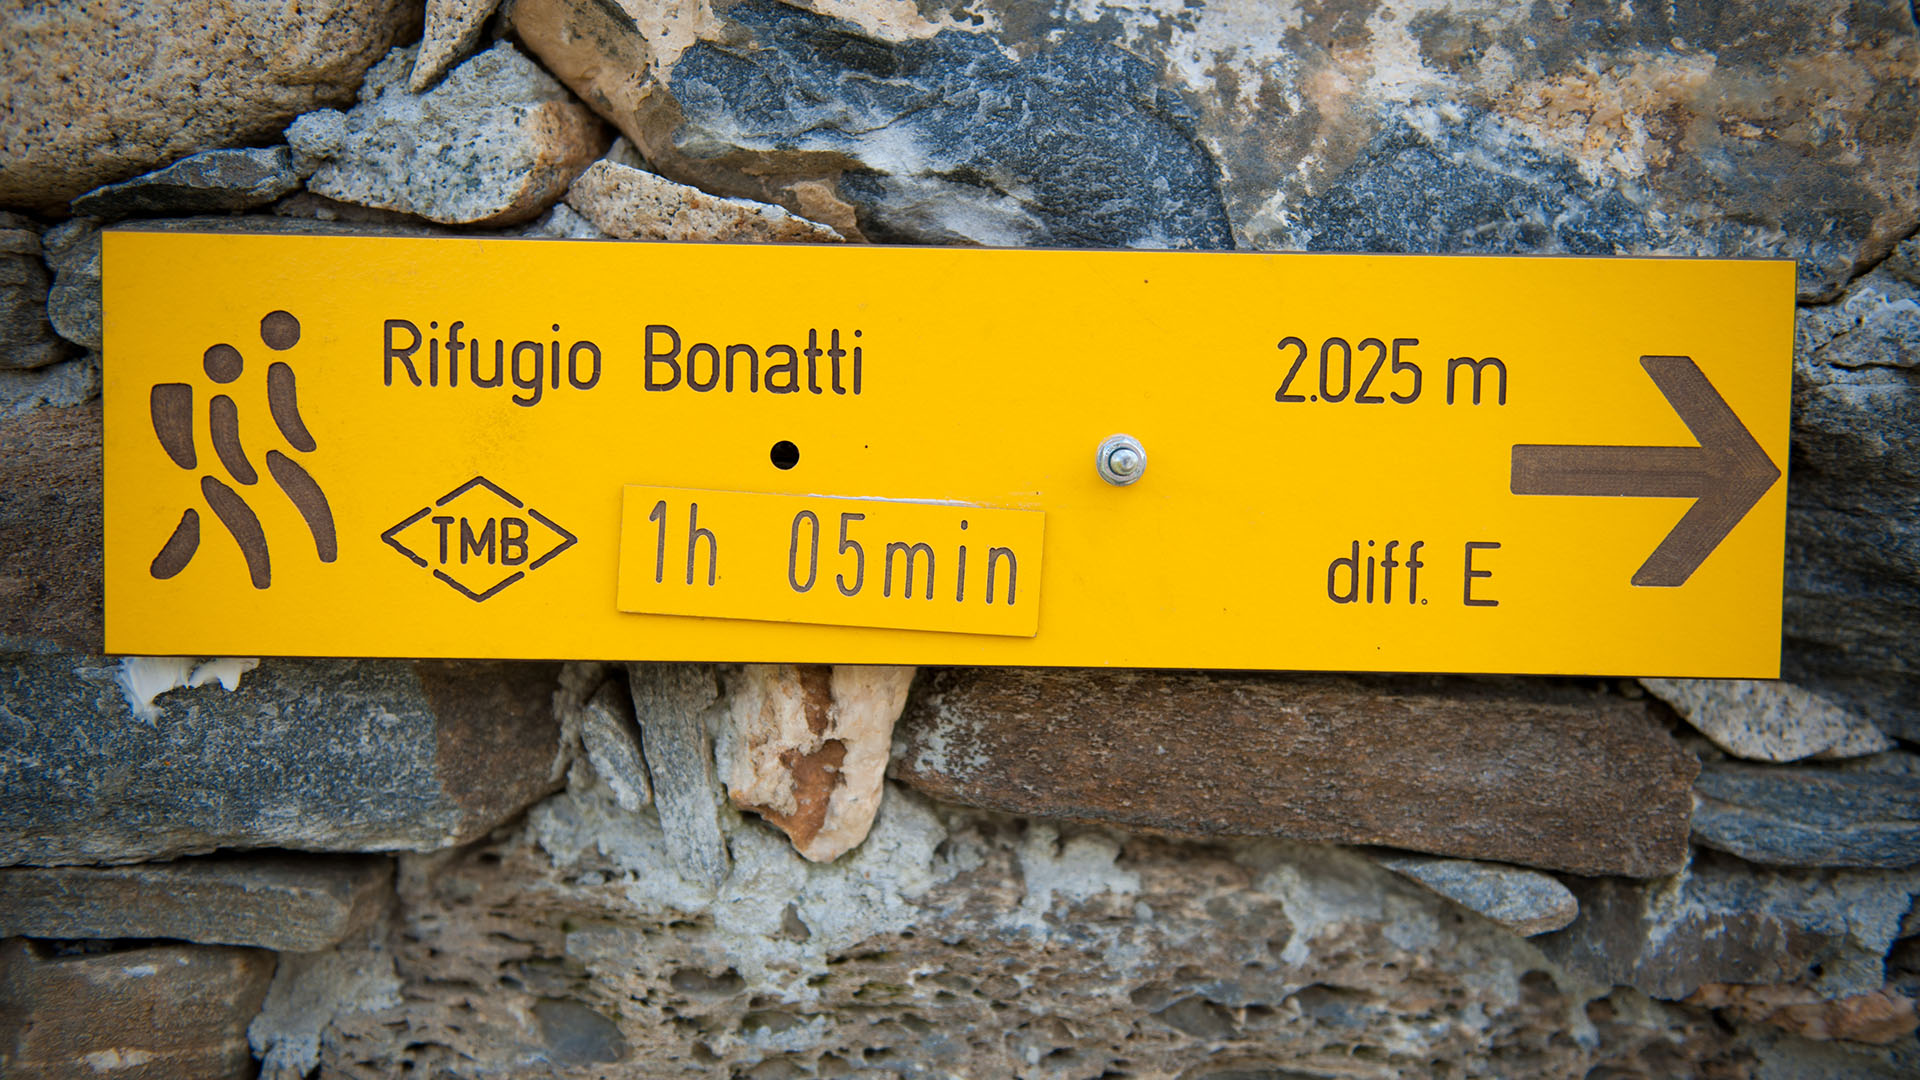 Rifugio Bonatti 2.025 m
TMB 1h 05min diff. E